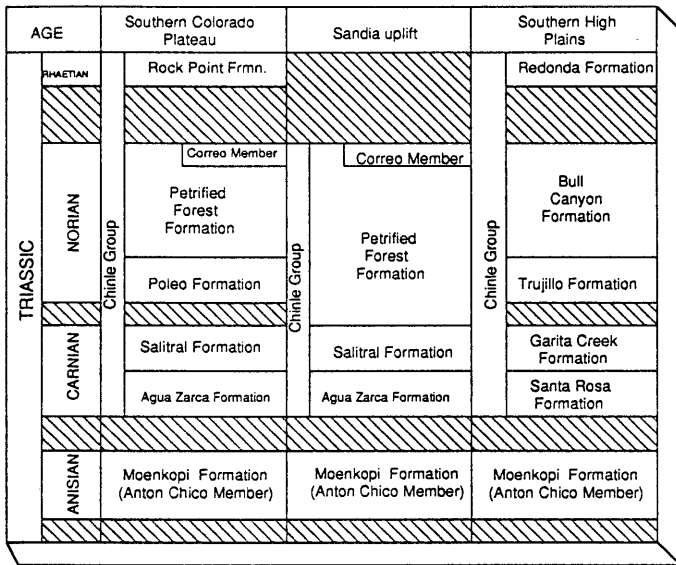 AGE
Southern Colorado
Plateau
Sandia uplift
Southern High
Plains
TRIASSIC
RHAETIAN
NORIAN
CARNIAN
ANISIAN
Chinle Group
Rock Point Frmn.
Correo Member
Petrified
Forest
Formation
Poleo Formation
Salitral Formation
Agua Zarca Formation
Moenkopi Formation
(Anton Chico Member)
Chinle Group
Correo Member
Petrified
Forest
Formation
Salitral Formation
Agua Zarca Formation
Moenkopi Formation
(Anton Chico Member)
Chinle Group
Redonda Formation
Bull
Canyon
Formation
Trujillo Formation
Garita Creek
Formation
Santa Rosa
Formation
Moenkopi Formation
(Anton Chico Member)